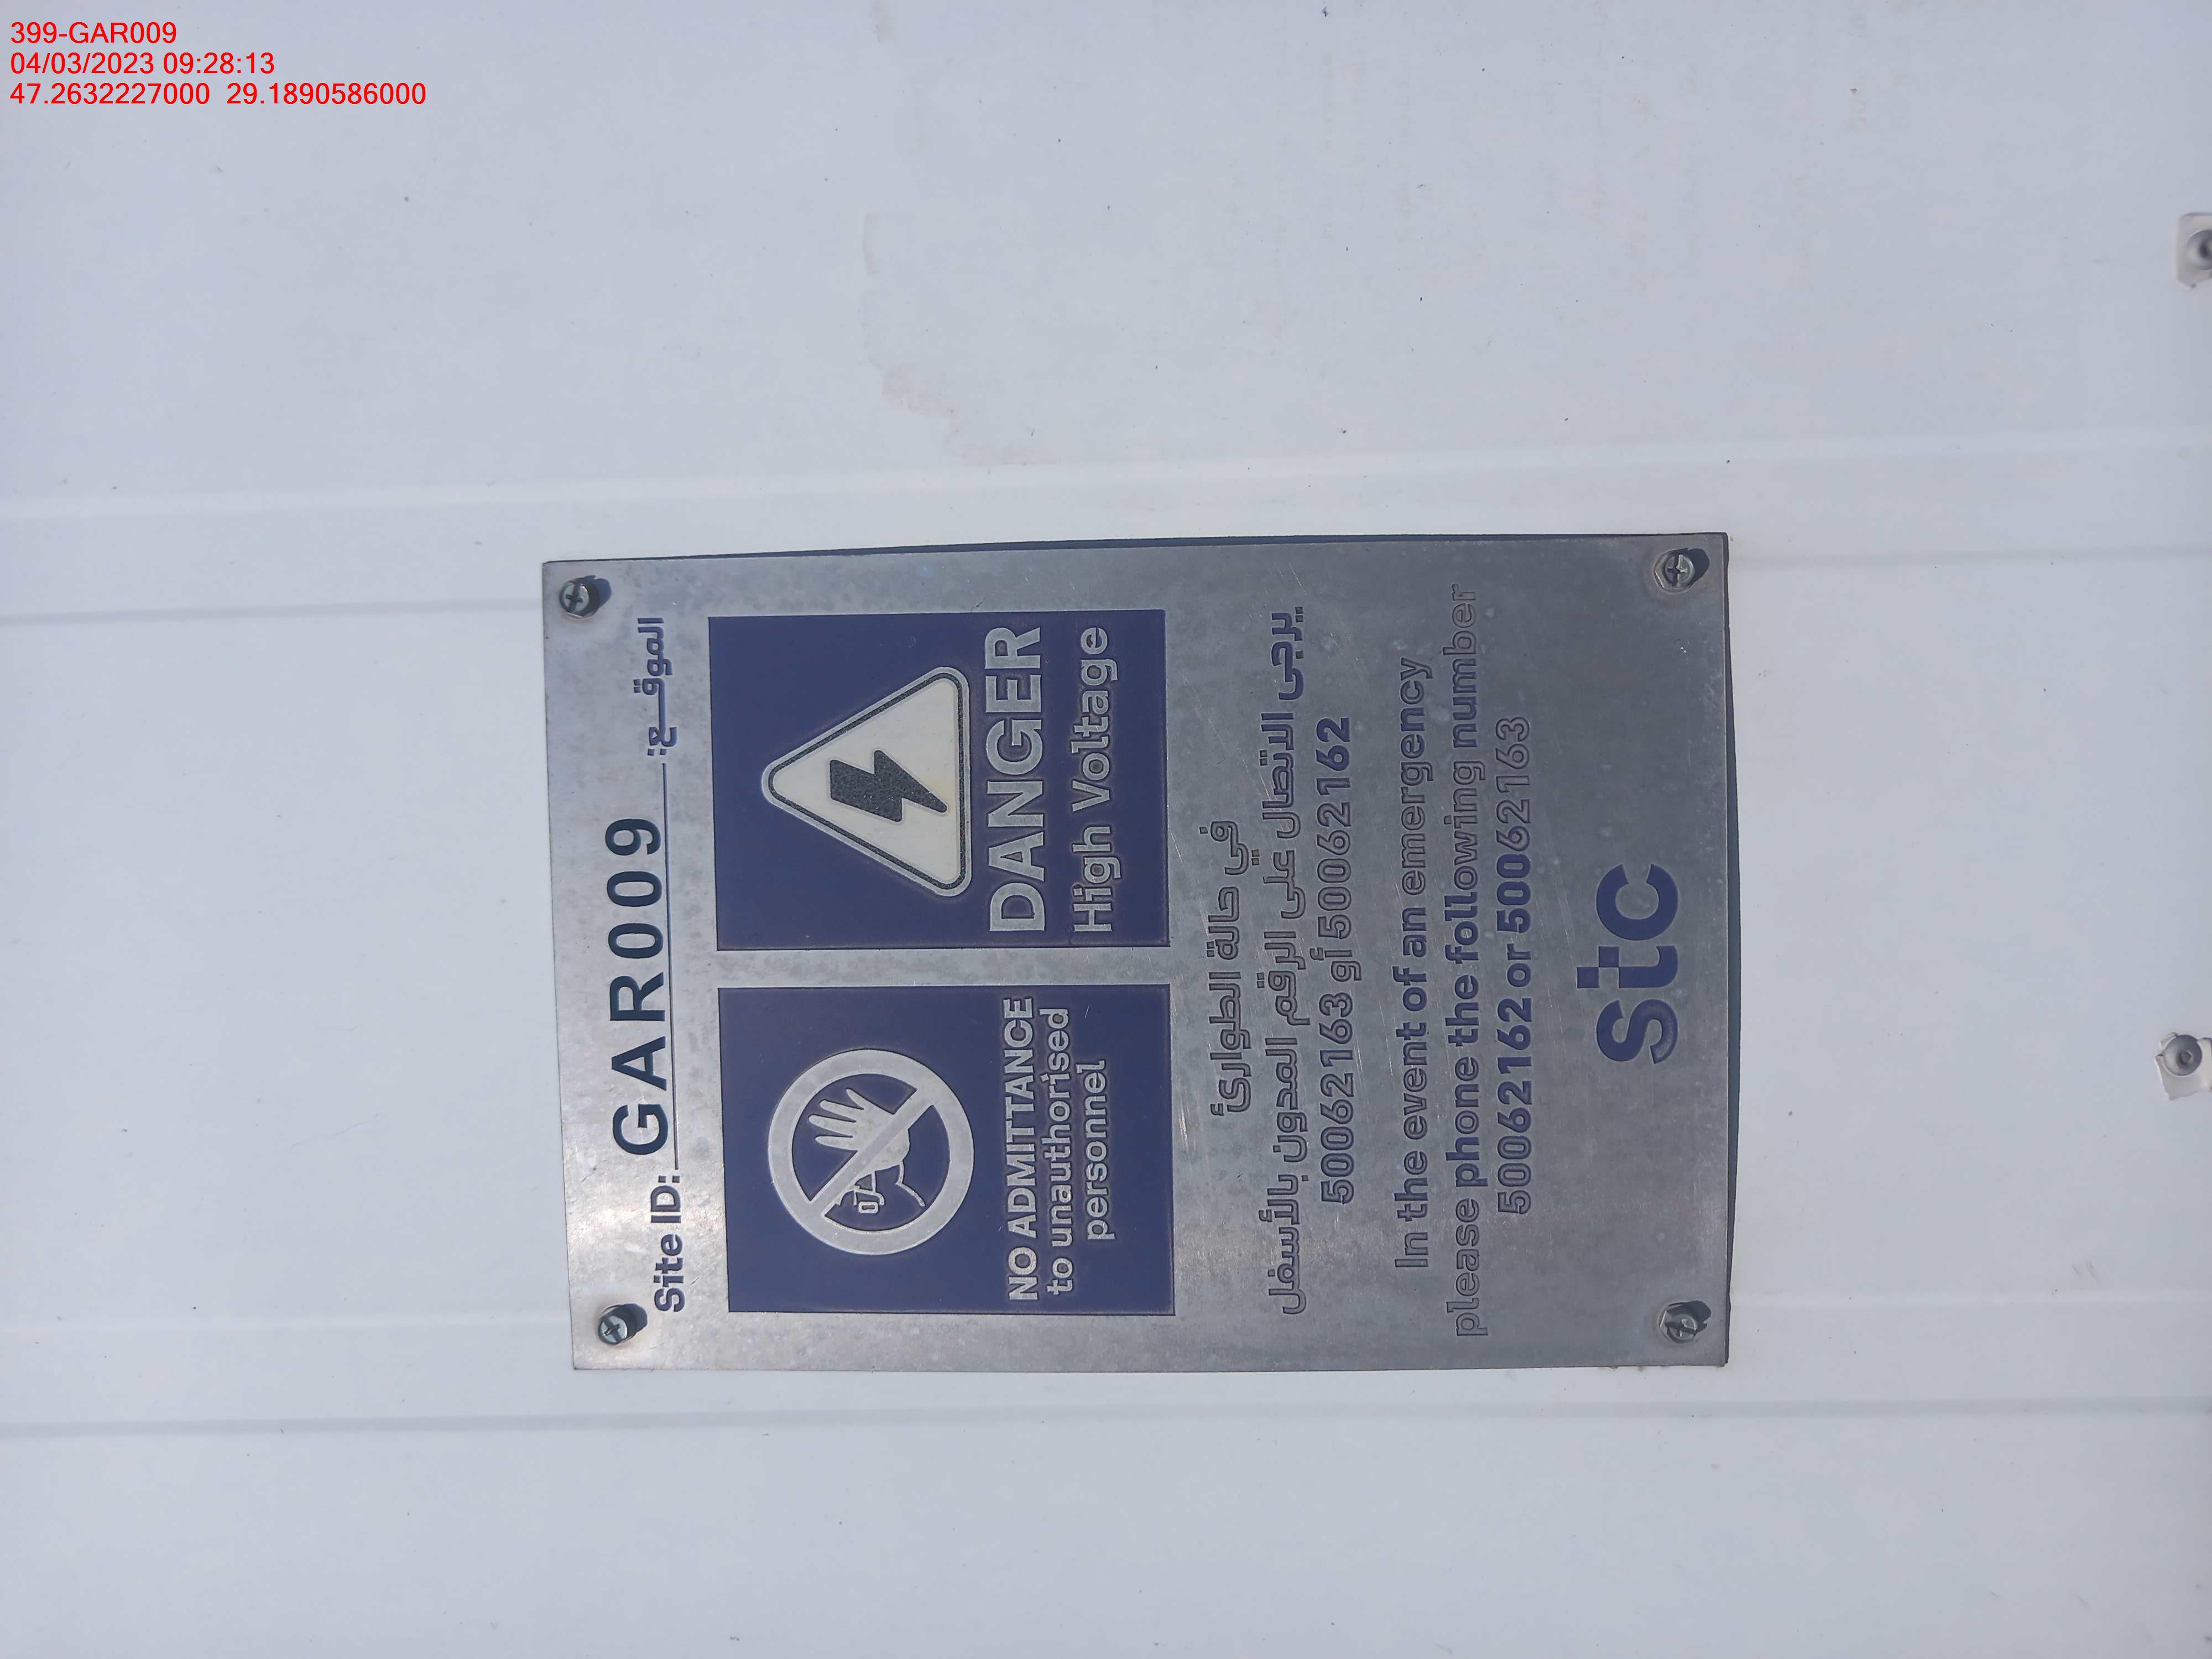 399-GAR009
04/03/2023 09:28:13
47.2632227000 29.1890586000
Site ID: GAR009 الموقـــع:
NO ADMITTANCE
to unauthorised
personnel
DANGER
High Voltage
في حالة الطوارئ
يرجى الاتصال على الرقم المدون بالأسفل
50062162 أو 50062163
In the event of an emergency
please phone the following number
50062162 or 50062163
stc